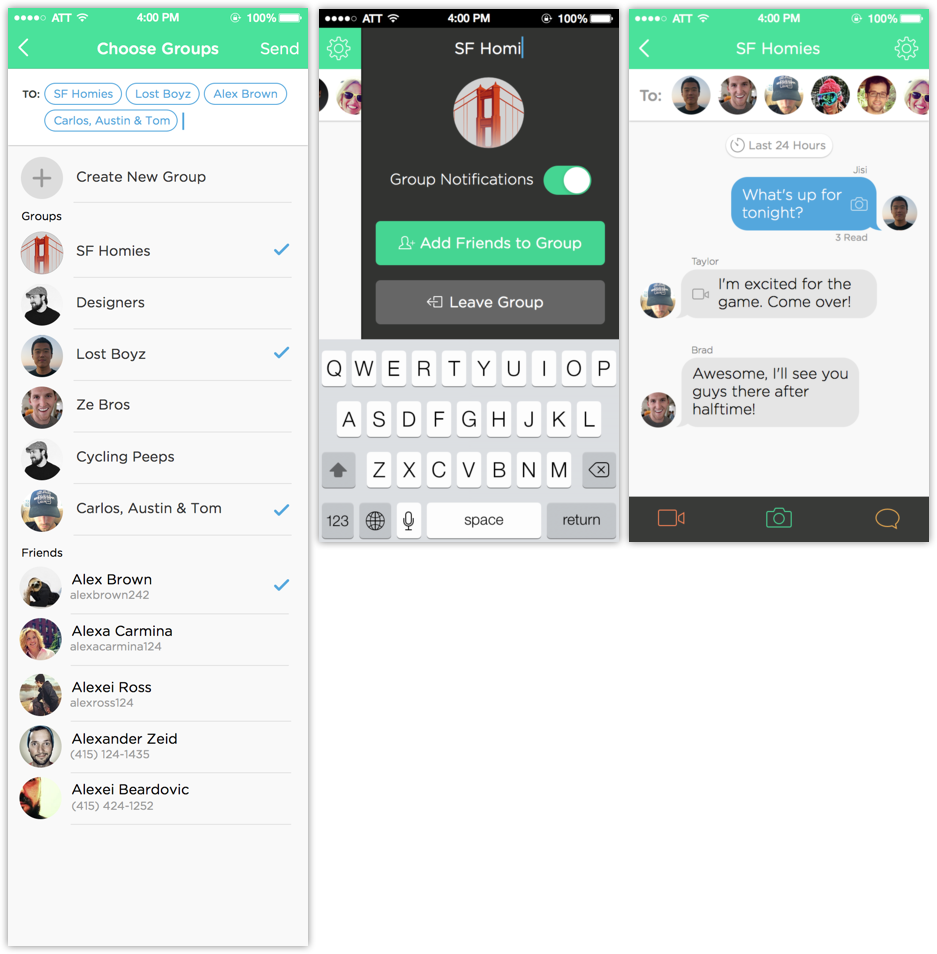 ATT 4:00 PM 100%
Choose Groups Send
TO: SF Homies Lost Boyz Alex Brown
Carlos, Austin & Tom
Create New Group
Groups
SF Homies
Designers
Lost Boyz
Ze Bros
Cycling Peeps
Carlos, Austin & Tom
Friends
Alex Brown
alexbrown242
Alexa Carmina
alexacarmina124
Alexei Ross
alexross124
Alexander Zeid
(415) 124-1435
Alexei Beardovic
(415) 424-1252
ATT 4:00 PM 100%
SF Homi
Group Notifications
Add Friends to Group
Leave Group
Q W E R T Y U I O P
A S D F G H J K L
Z X C V B N M
123 space return
ATT 4:00 PM 100%
SF Homies
To:
Last 24 Hours
Jisi
What's up for
tonight?
3 Read
Taylor
I'm excited for the
game. Come over!
Brad
Awesome, I'll see you
guys there after
halftime!